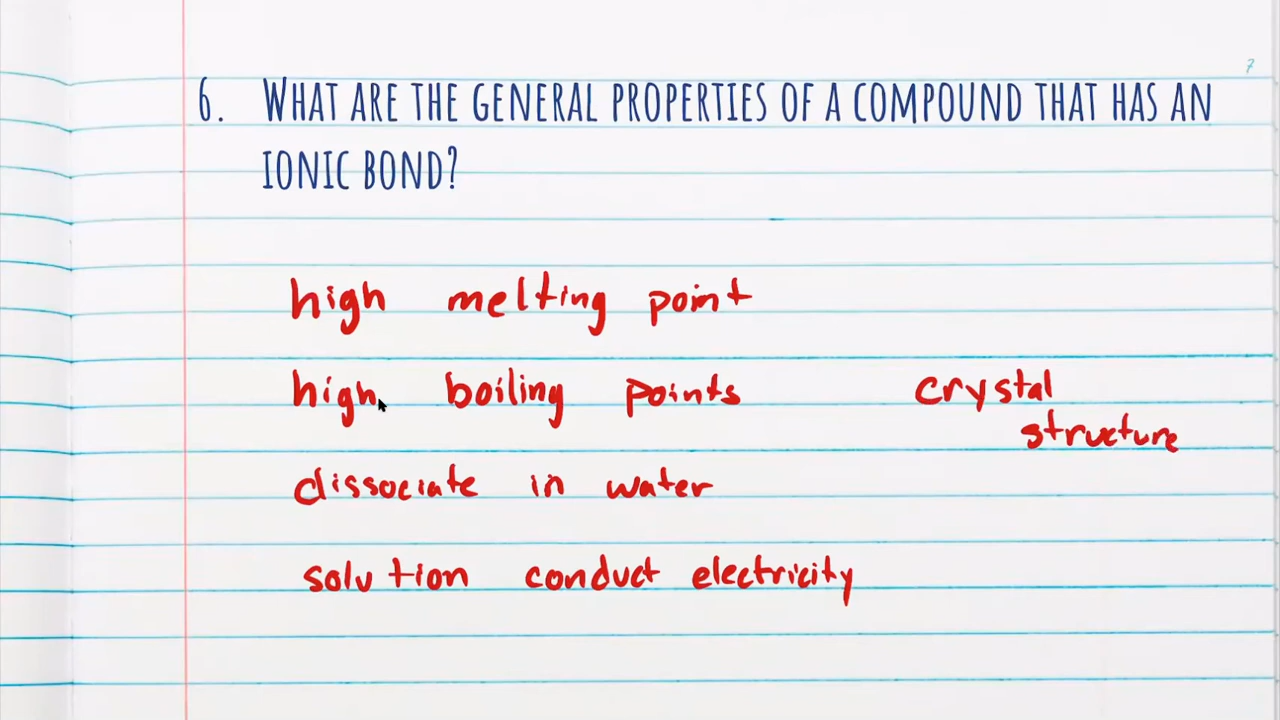 7
6. WHAT ARE THE GENERAL PROPERTIES OF A COMPOUND THAT HAS AN
IONIC BOND?
high melting point
high boiling points
crystal
structure
dissociate in water
solution conduct electricity